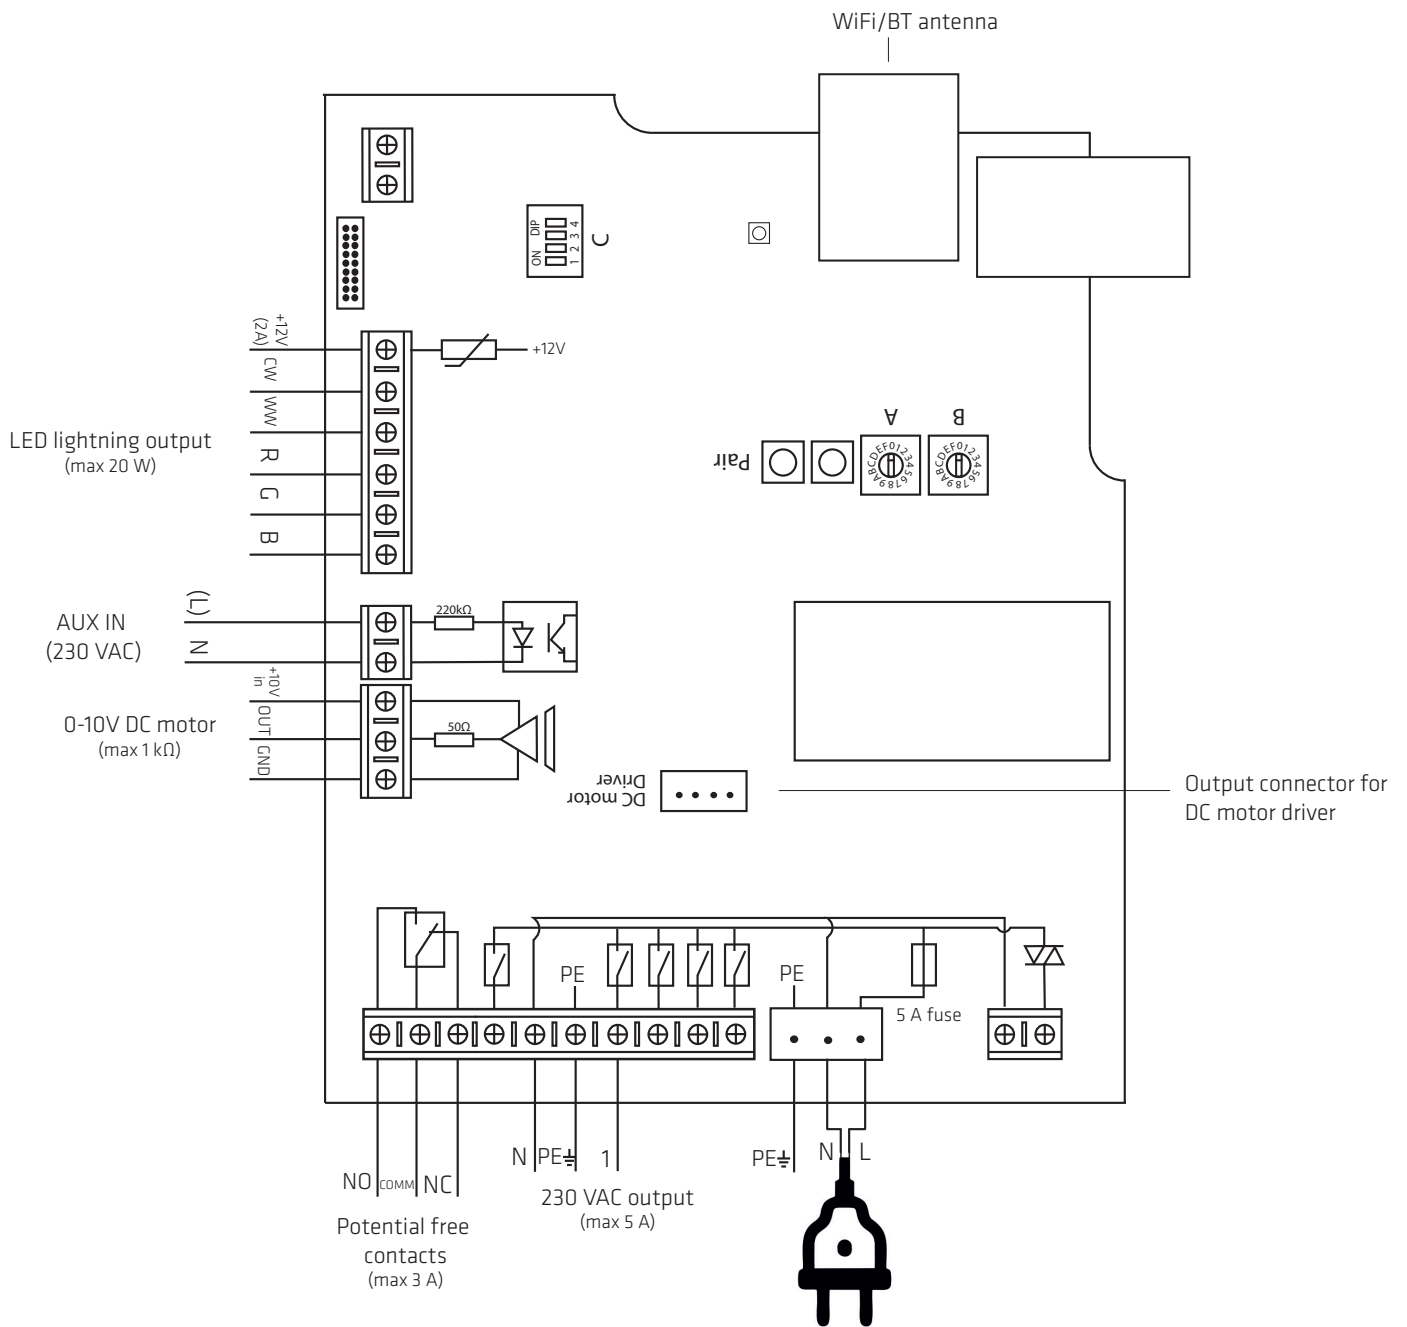 WiFi/BT antenna
ON DIP
1 2 3 4
C
+12V
(2A)
+12V
CW
WW
R
G
B
LED lightning output
(max 20 W)
A
B
Pair
0123456789ABCDEF
0123456789ABCDEF
(L)
N
AUX IN
(230 VAC)
220kΩ
+10V
in
OUT
GND
0-10V DC motor
(max 1 kΩ)
50Ω
DC motor
Driver
Output connector for
DC motor driver
PE
PE
5 A fuse
NO
COMM
NC
N
PE
1
PE
N
L
230 VAC output
(max 5 A)
Potential free
contacts
(max 3 A)